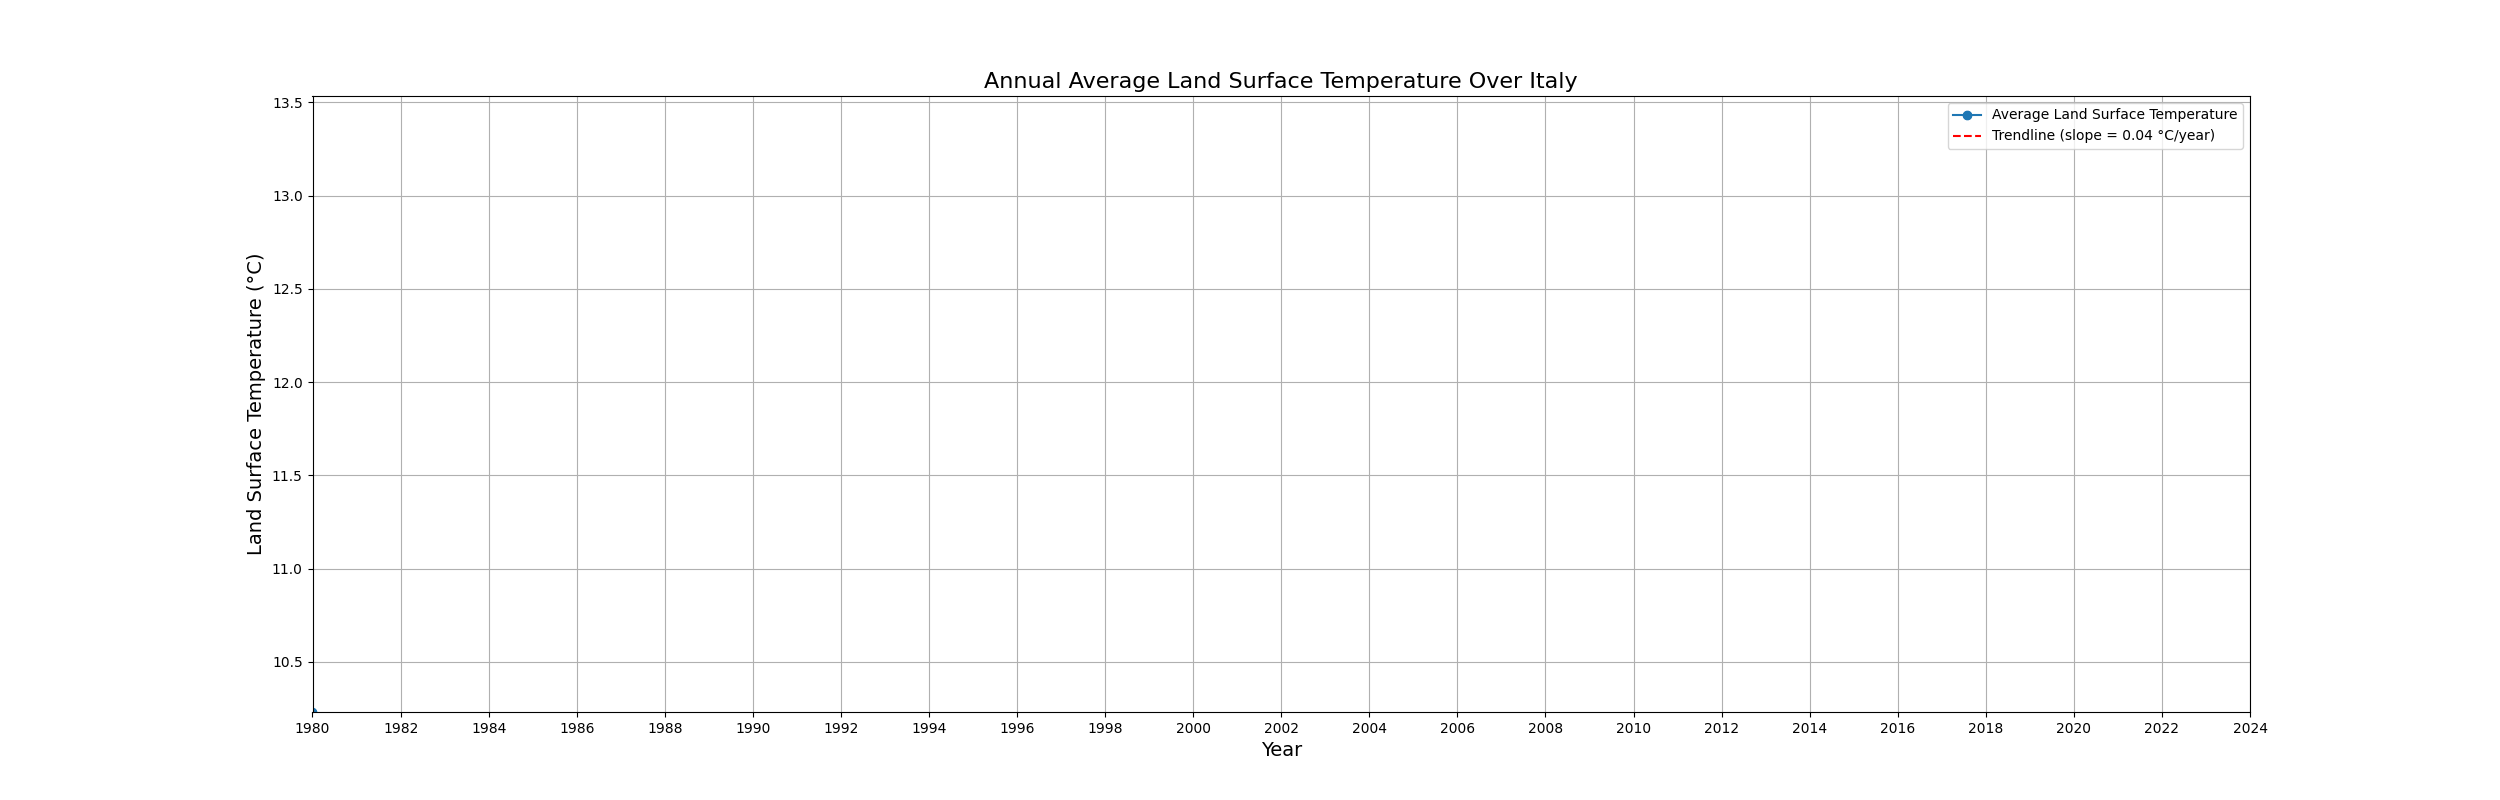 Annual Average Land Surface Temperature Over Italy
Average Land Surface Temperature
Trendline (slope = 0.04 °C/year)
Land Surface Temperature (°C)
13.5
13.0
12.5
12.0
11.5
11.0
10.5
1980 1982 1984 1986 1988 1990 1992 1994 1996 1998 2000 2002 2004 2006 2008 2010 2012 2014 2016 2018 2020 2022 2024
Year